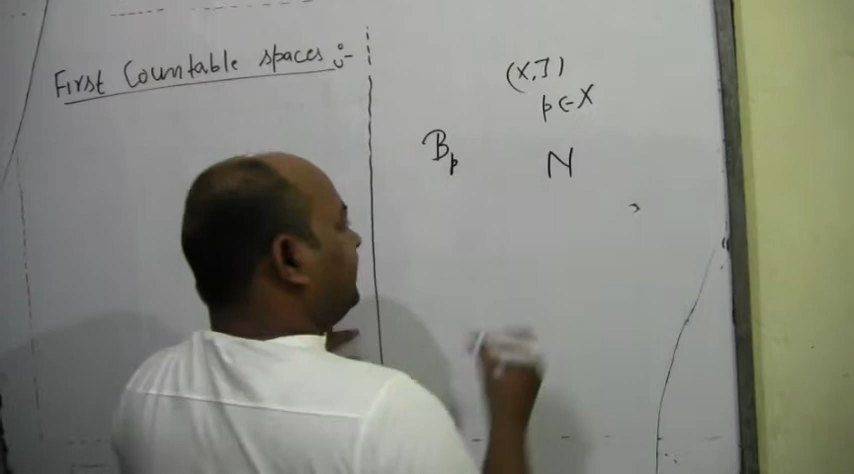 First Countable spaces :-
(X,J)
p∈X
B_p N